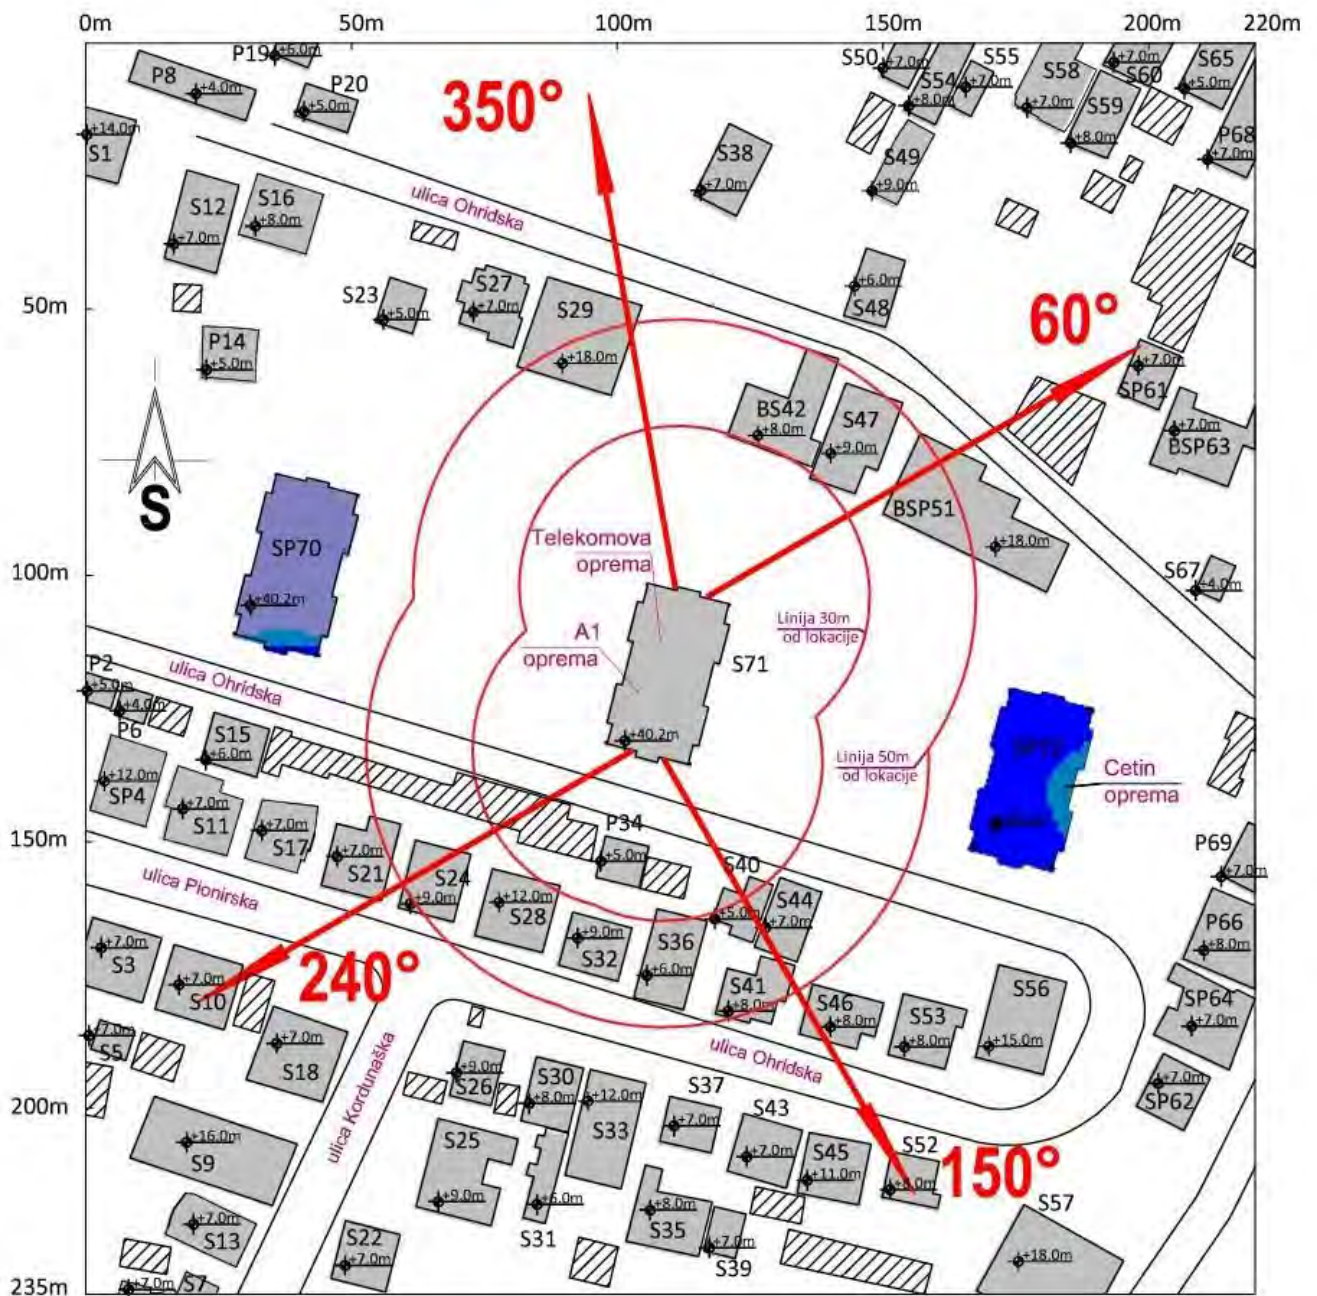 0m 50m 100m 150m 200m 220m
P19 +6.0m
P8 +4.0m
P20 +5.0m
350°
S50 +7.0m
S54 +8.0m
S55 +7.0m
S58 +7.0m
S60 +7.0m
S65 +5.0m
S59 +8.0m
P68 +7.0m
+14.0m
S1
S38 +7.0m
S49 +9.0m
S12 +7.0m
S16 +8.0m
ulica Ohridska
S23 +5.0m
S27 +7.0m
S29 +18.0m
+6.0m
S48
50m
60°
+7.0m
SP61
P14 +5.0m
BS42 +8.0m
S47 +9.0m
+7.0m
BSP63
S
BSP51 +18.0m
SP70 +40.2m
Telekomova
oprema
100m
S67 +4.0m
A1
oprema
Linija 30m
od lokacije
S71 +40.2m
P2 +5.0m
ulica Ohridska
+4.0m
P6
S15 +6.0m
Linija 50m
od lokacije
Cetin
oprema
+12.0m
SP4
+7.0m
S11
+7.0m
S17
+7.0m
S21
150m
P34 +5.0m
P69 +7.0m
S24 +9.0m
+12.0m
S28
S40 +5.0m
S44 +7.0m
ulica Pionirska
P66 +8.0m
+7.0m
S3
+7.0m
S10
240°
+9.0m
S32
S36 +6.0m
S41 +8.0m
S46 +8.0m
S53 +8.0m
S56 +15.0m
SP64 +7.0m
+7.0m
S5
+7.0m
S18
ulica Kordunaška
ulica Ohridska
+9.0m
S26
S30 +8.0m
+12.0m
S33
S37 +7.0m
S43 +7.0m
+7.0m
SP62
200m
+16.0m
S9
S25 +9.0m
+6.0m
S31
+8.0m
S35
S45 +11.0m
S52 +8.0m
150°
+7.0m
S13
S22 +7.0m
+7.0m
S39
S57 +18.0m
+7.0m S7
235m